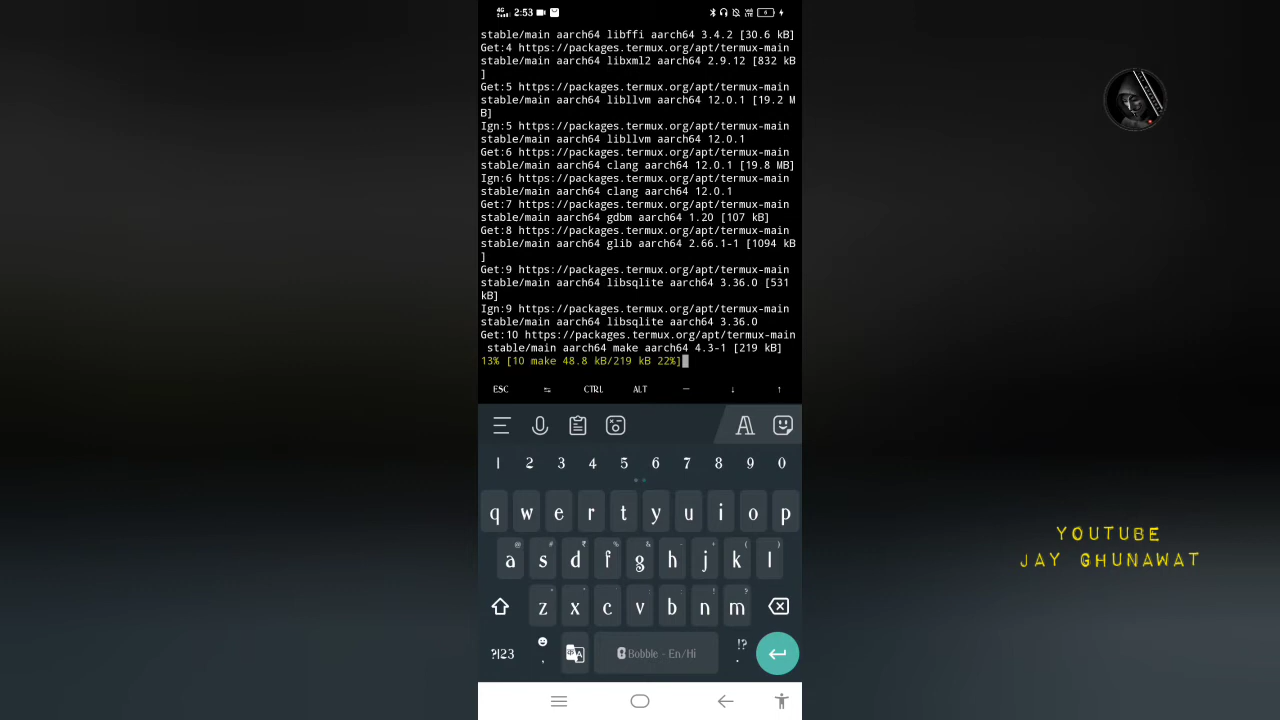 4G 2:53 VoLTE 6
stable/main aarch64 libffi aarch64 3.4.2 [30.6 kB]
Get:4 https://packages.termux.org/apt/termux-main
stable/main aarch64 libxml2 aarch64 2.9.12 [832 kB
]
Get:5 https://packages.termux.org/apt/termux-main
stable/main aarch64 libllvm aarch64 12.0.1 [19.2 M
B]
Ign:5 https://packages.termux.org/apt/termux-main
stable/main aarch64 libllvm aarch64 12.0.1
Get:6 https://packages.termux.org/apt/termux-main
stable/main aarch64 clang aarch64 12.0.1 [19.8 MB]
Ign:6 https://packages.termux.org/apt/termux-main
stable/main aarch64 clang aarch64 12.0.1
Get:7 https://packages.termux.org/apt/termux-main
stable/main aarch64 gdbm aarch64 1.20 [107 kB]
Get:8 https://packages.termux.org/apt/termux-main
stable/main aarch64 glib aarch64 2.66.1-1 [1094 kB
]
Get:9 https://packages.termux.org/apt/termux-main
stable/main aarch64 libsqlite aarch64 3.36.0 [531
kB]
Ign:9 https://packages.termux.org/apt/termux-main
stable/main aarch64 libsqlite aarch64 3.36.0
Get:10 https://packages.termux.org/apt/termux-main
stable/main aarch64 make aarch64 4.3-1 [219 kB]
13% [10 make 48.8 kB/219 kB 22%]
ESC ⇆ CTRL ALT — ↓ ↑
1 2 3 4 5 6 7 8 9 0
q w e r t y u i o p
@ # ₹ % & - + ( )
a s d f g h j k l
z x c v b n m
?123 , Bobble - En/Hi !? .
YOUTUBE
JAY GHUNAWAT